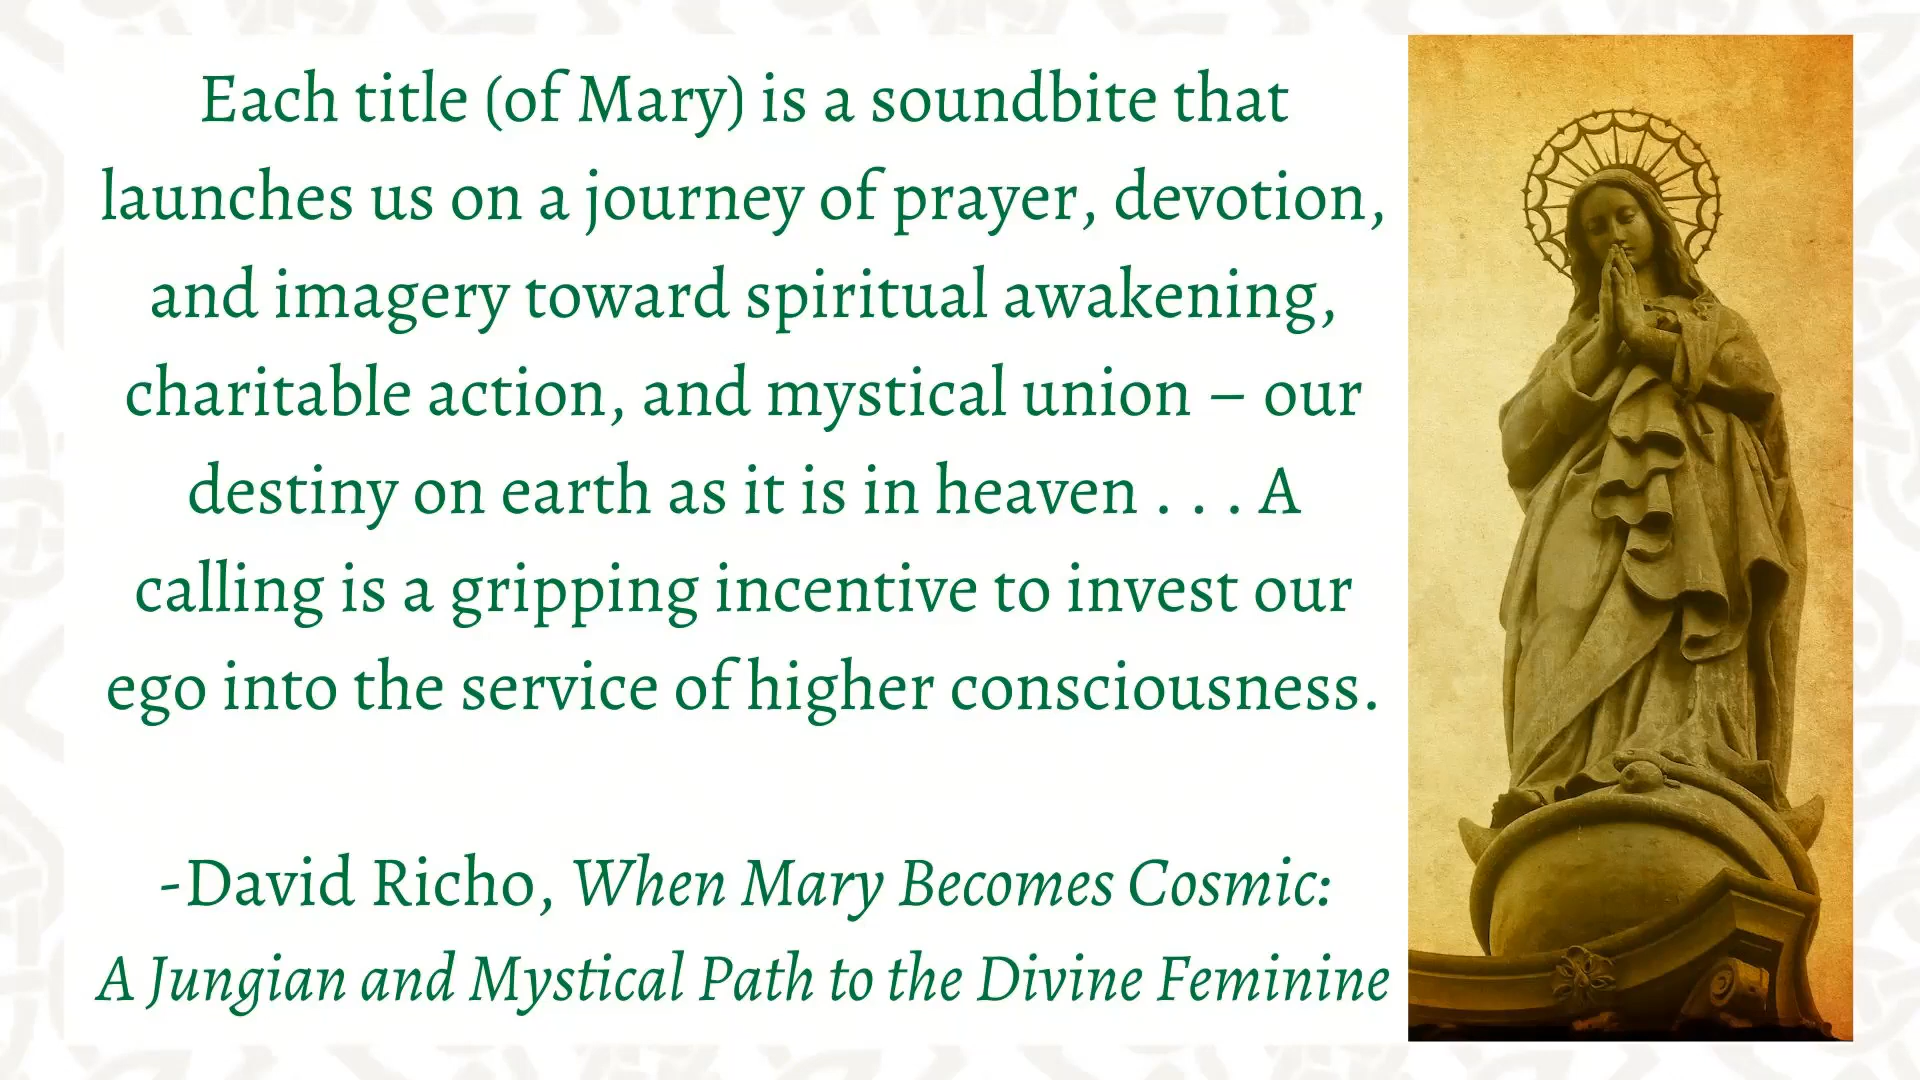 Each title (of Mary) is a soundbite that
launches us on a journey of prayer, devotion,
and imagery toward spiritual awakening,
charitable action, and mystical union – our
destiny on earth as it is in heaven . . . A
calling is a gripping incentive to invest our
ego into the service of higher consciousness.
-David Richo, When Mary Becomes Cosmic:
A Jungian and Mystical Path to the Divine Feminine